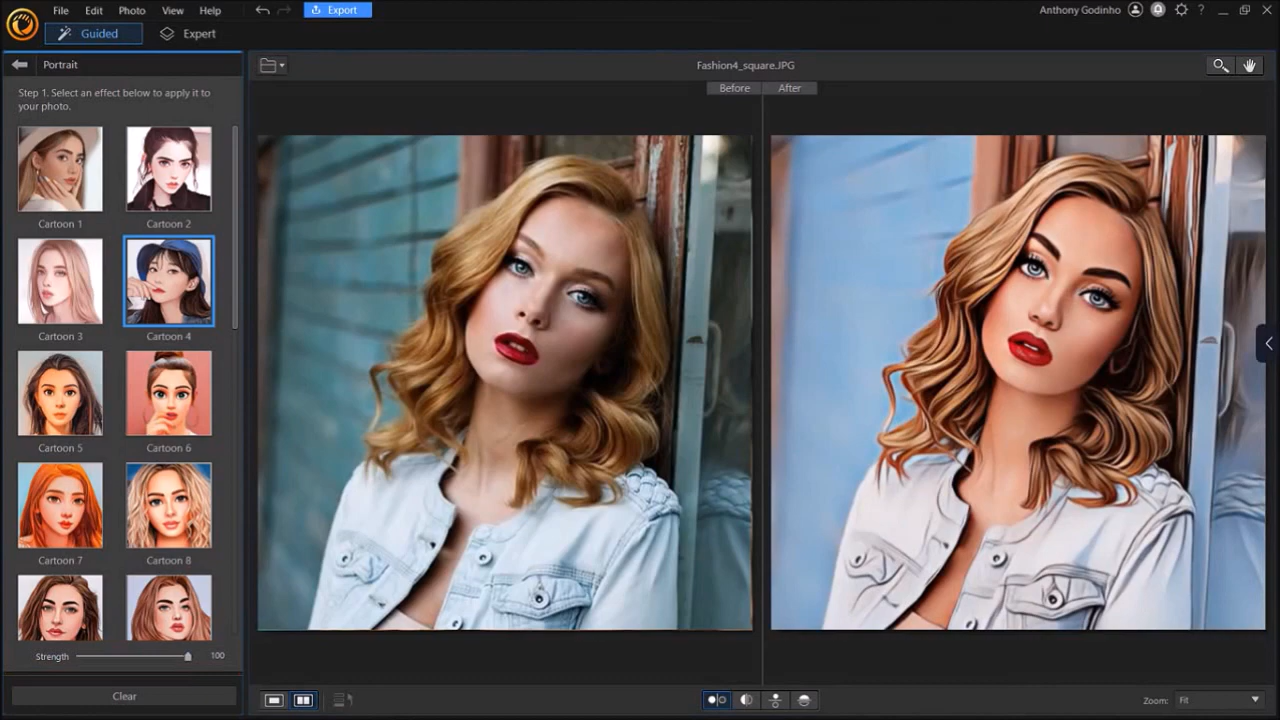 File Edit Photo View Help Export Anthony Godinho ?
Guided Expert
Portrait
Fashion4_square.JPG
Before After
Step 1. Select an effect below to apply it to
your photo.
Cartoon 1 Cartoon 2
Cartoon 3 Cartoon 4
Cartoon 5 Cartoon 6
Cartoon 7 Cartoon 8
Strength 100
Clear
Zoom: Fit